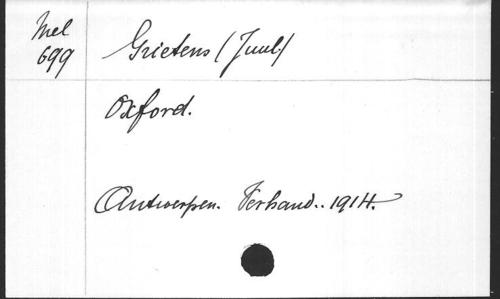 Mel
699
Grietens (Juul)
Oxford.
Antwerpen. Verhand.. 1914.